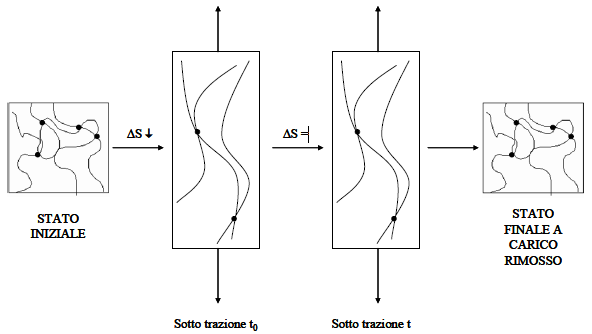 ΔS ↓
ΔS =
STATO
INIZIALE
STATO
FINALE A
CARICO
RIMOSSO
Sotto trazione t₀
Sotto trazione t